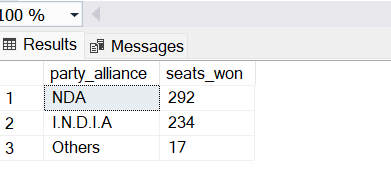 100 %
Results Messages
party_alliance seats_won
1 NDA 292
2 I.N.D.I.A 234
3 Others 17